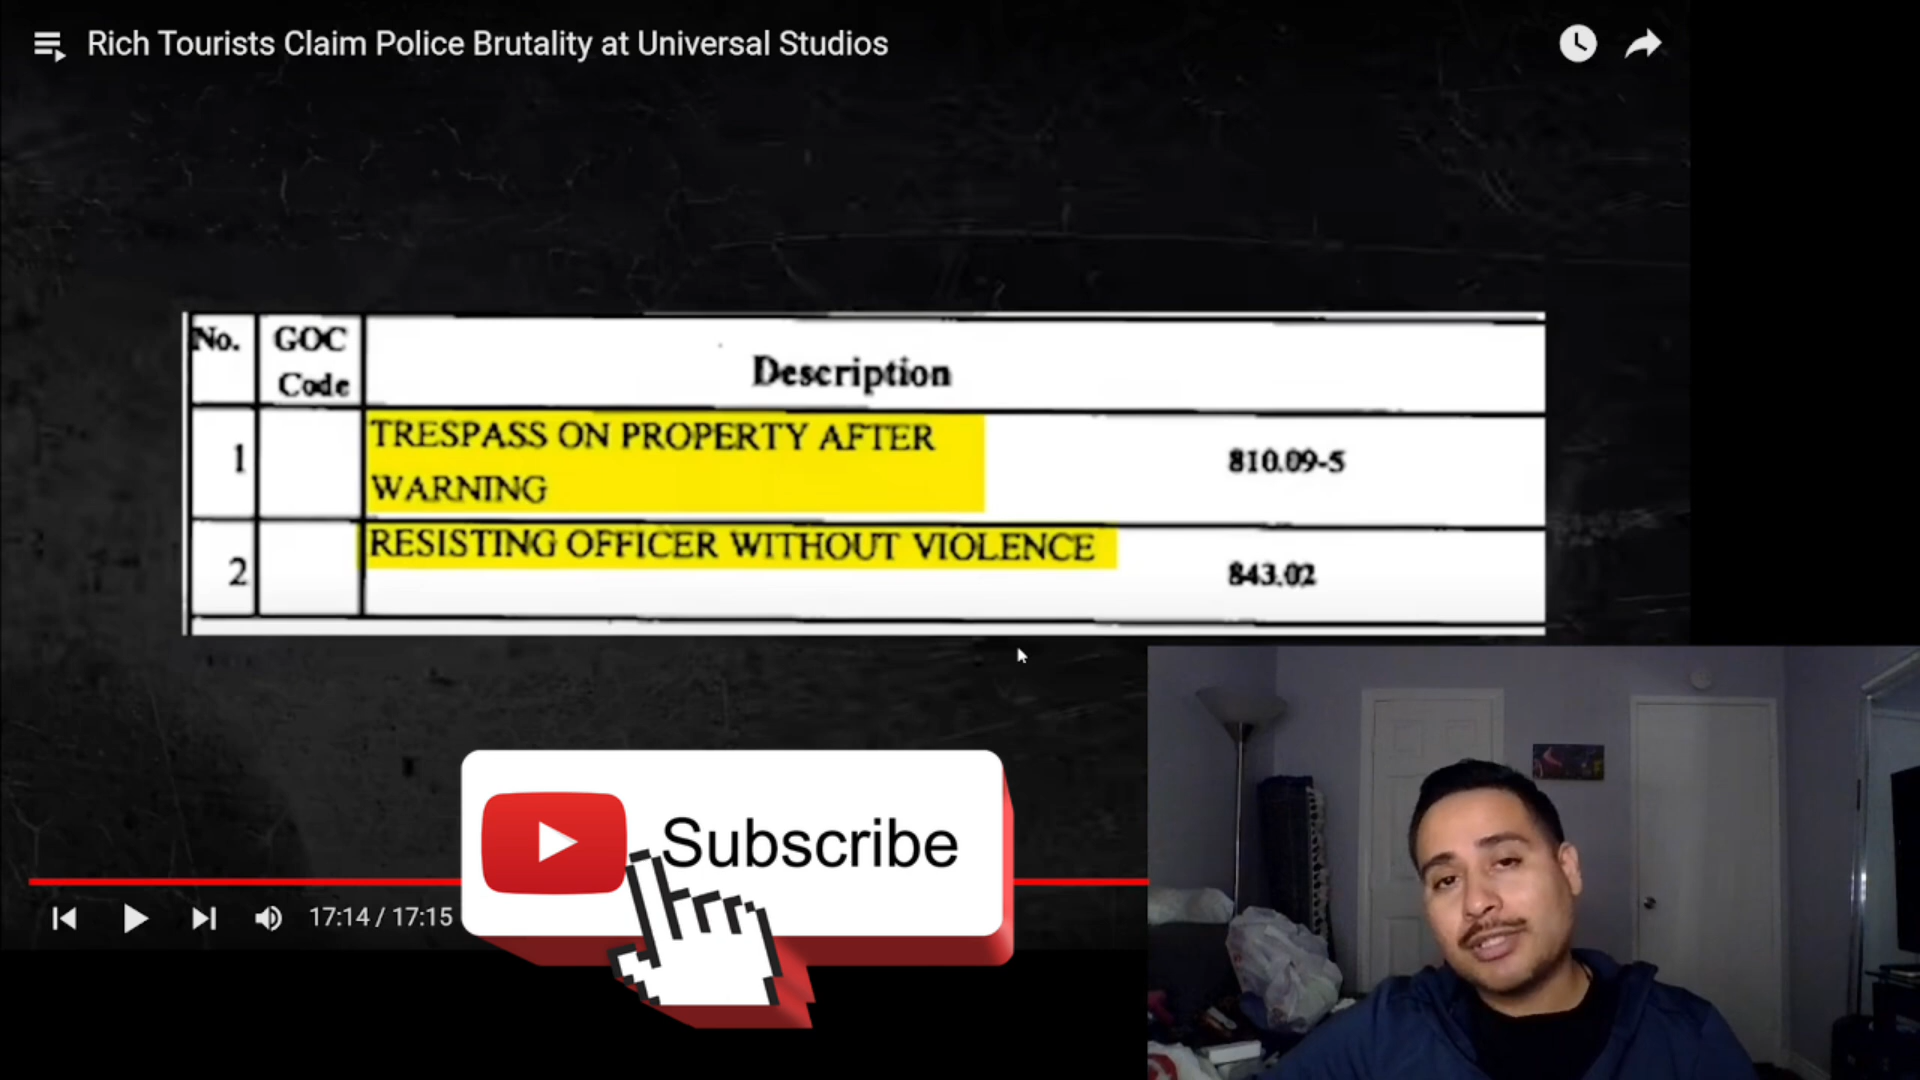 Rich Tourists Claim Police Brutality at Universal Studios
No.
GOC
Code
Description
1
TRESPASS ON PROPERTY AFTER
WARNING
810.09-5
2
RESISTING OFFICER WITHOUT VIOLENCE
843.02
Subscribe
17:14 / 17:15